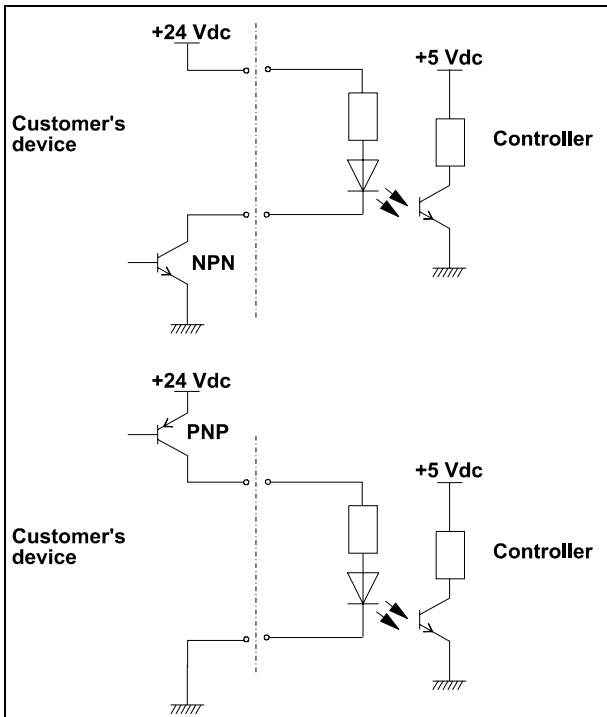 +24 Vdc
+5 Vdc
Customer's
device
Controller
NPN
+24 Vdc
PNP
+5 Vdc
Customer's
device
Controller